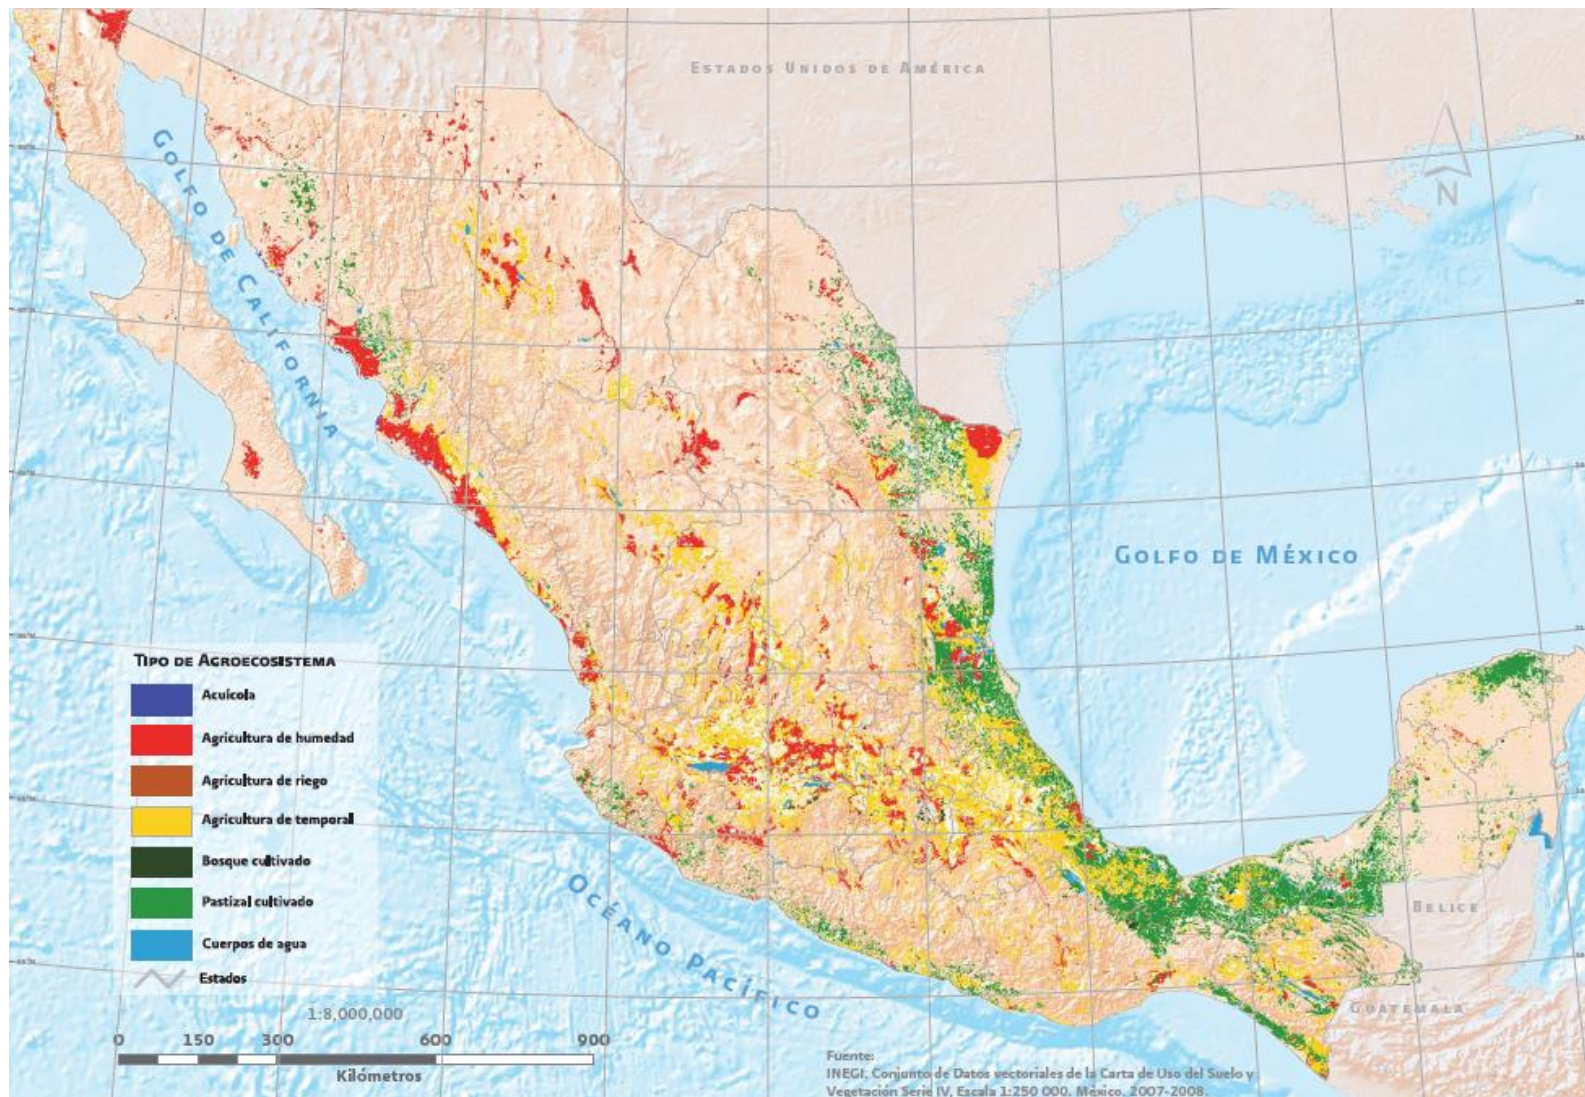 ESTADOS UNIDOS DE AMÉRICA
N
GOLFO DE CALIFORNIA
GOLFO DE MÉXICO
TIPO DE AGROECOSISTEMA
Acuícola
Agricultura de humedad
Agricultura de riego
Agricultura de temporal
Bosque cultivado
Pastizal cultivado
Cuerpos de agua
Estados
OCÉANO PACÍFICO
BELICE
GUATEMALA
1:8,000,000
0 150 300 600 900
Kilómetros
Fuente:
INEGI. Conjunto de Datos vectoriales de la Carta de Uso del Suelo y
Vegetación Serie IV, Escala 1:250 000. México. 2007-2008.